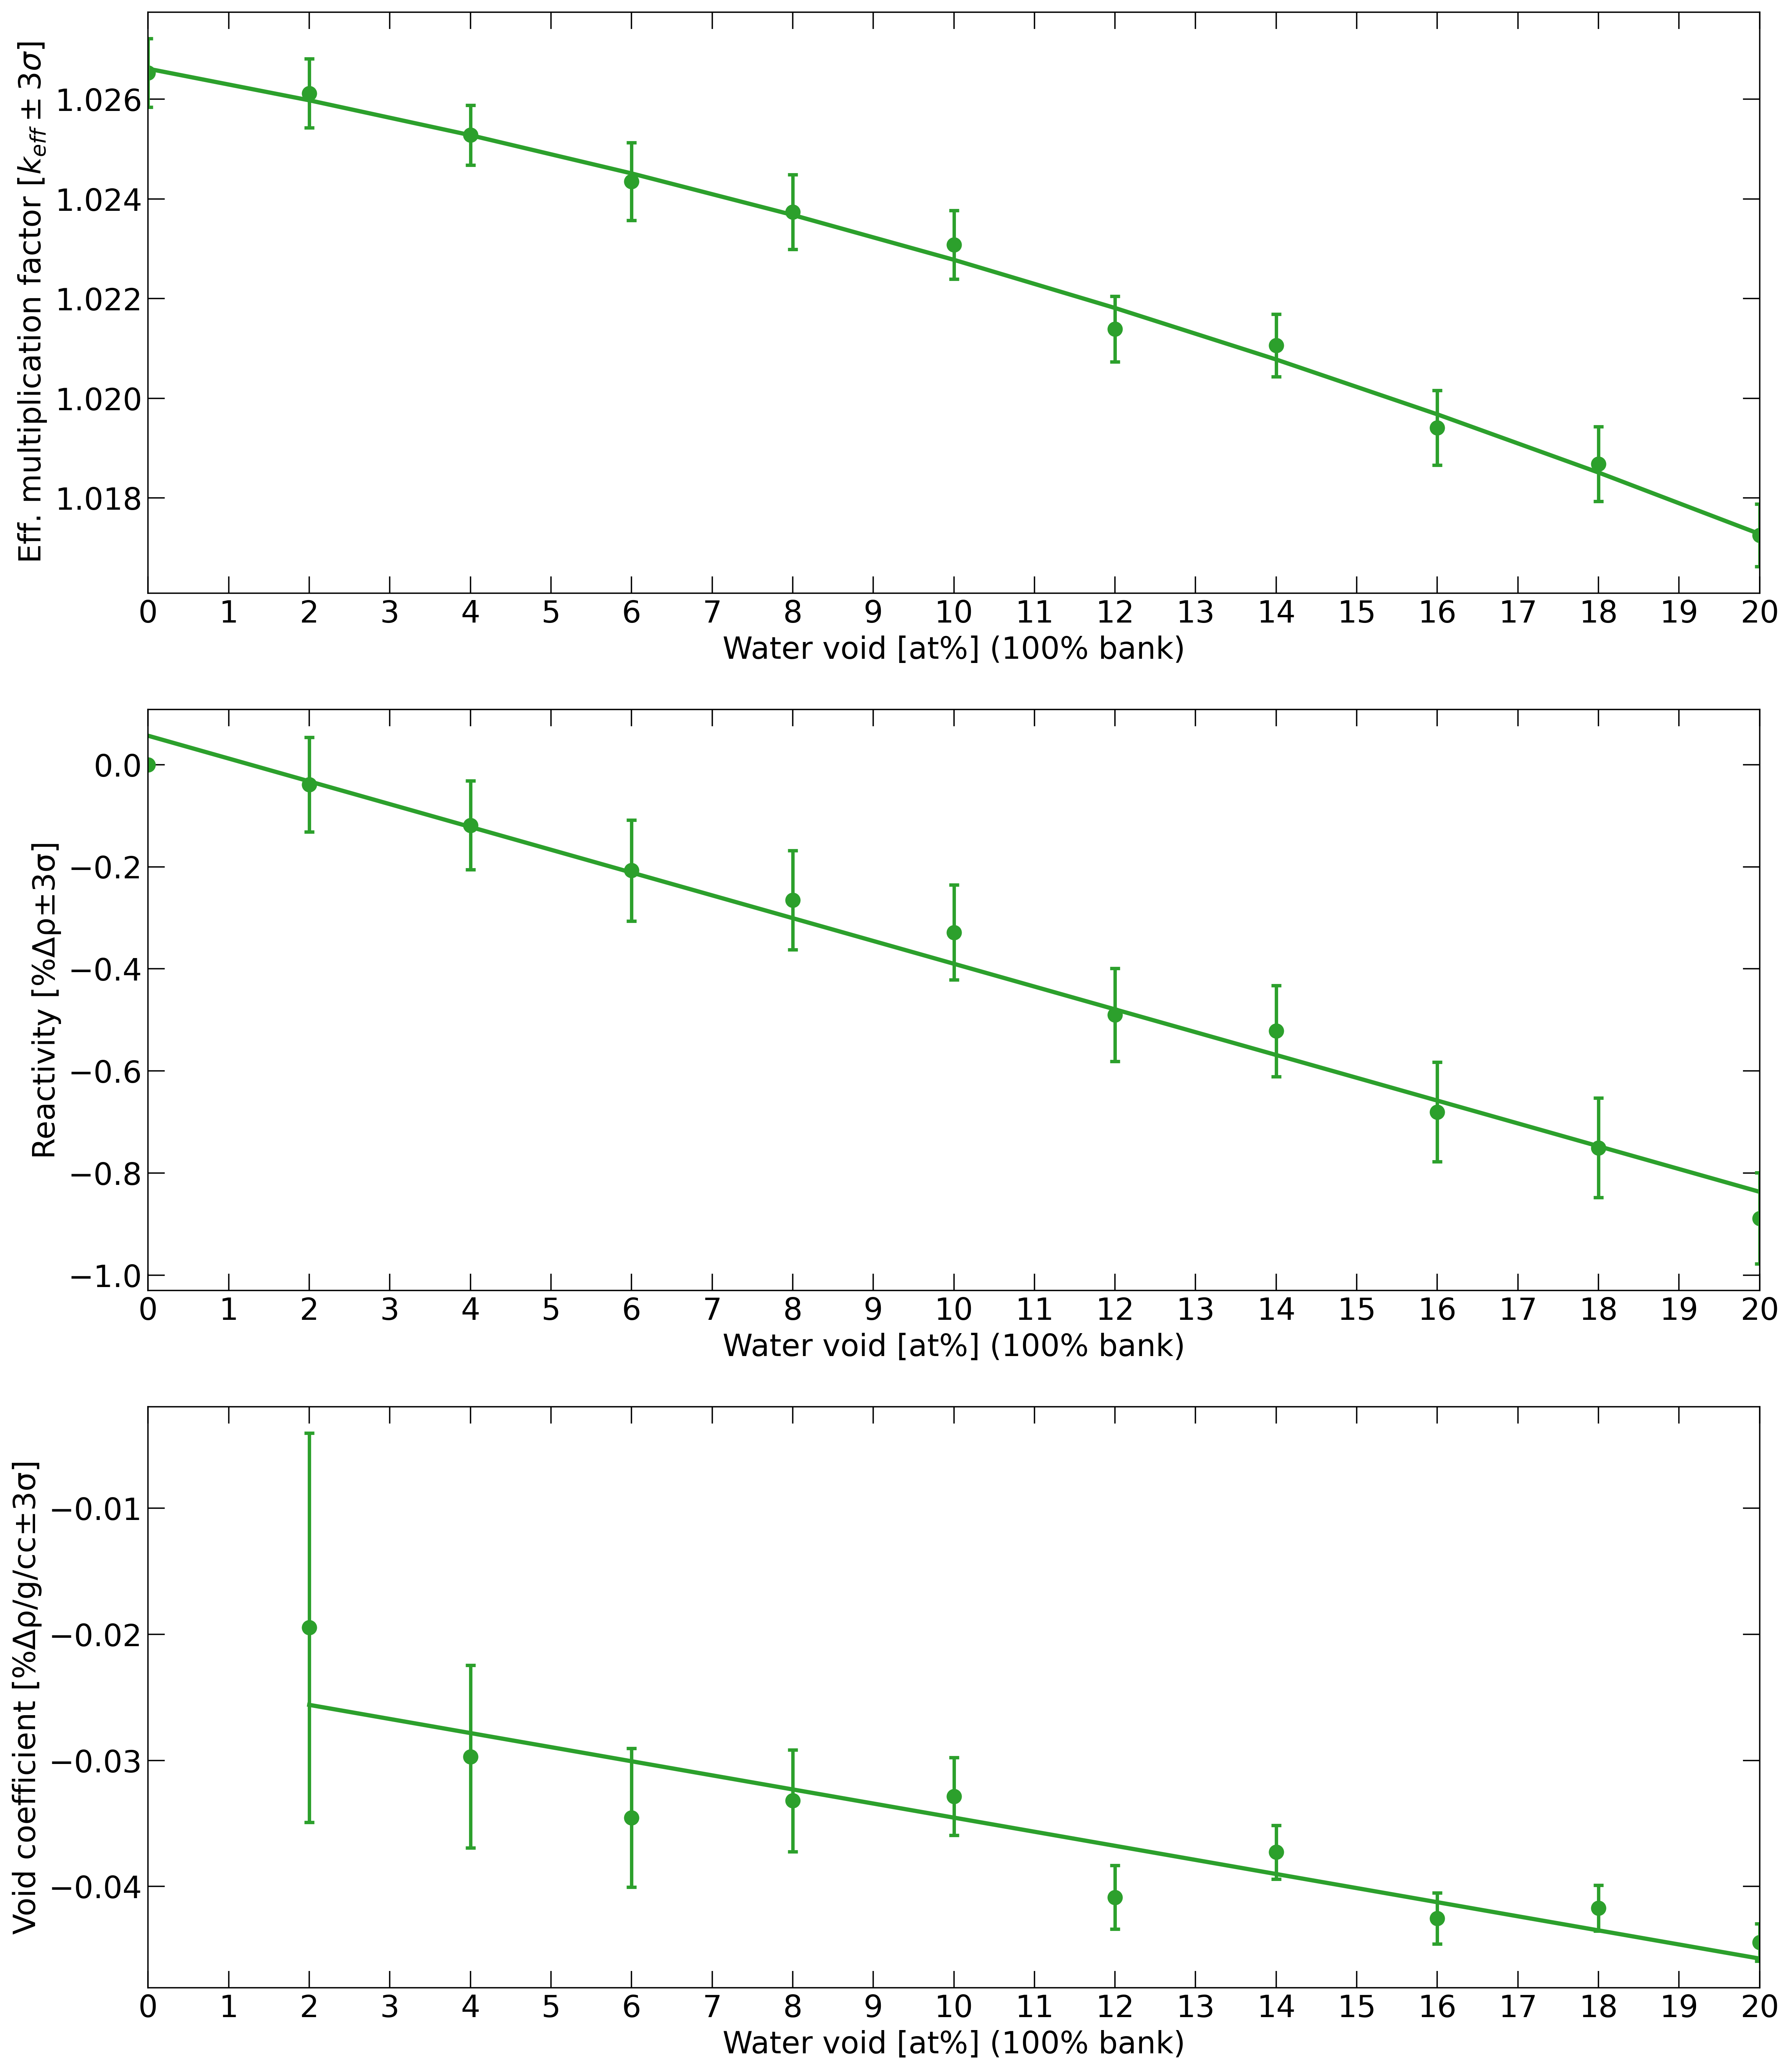 Eff. multiplication factor [k_eff ± 3σ]
1.026
1.024
1.022
1.020
1.018
0 1 2 3 4 5 6 7 8 9 10 11 12 13 14 15 16 17 18 19 20
Water void [at%] (100% bank)
Reactivity [%Δρ±3σ]
0.0
−0.2
−0.4
−0.6
−0.8
−1.0
0 1 2 3 4 5 6 7 8 9 10 11 12 13 14 15 16 17 18 19 20
Water void [at%] (100% bank)
Void coefficient [%Δρ/g/cc±3σ]
−0.01
−0.02
−0.03
−0.04
0 1 2 3 4 5 6 7 8 9 10 11 12 13 14 15 16 17 18 19 20
Water void [at%] (100% bank)